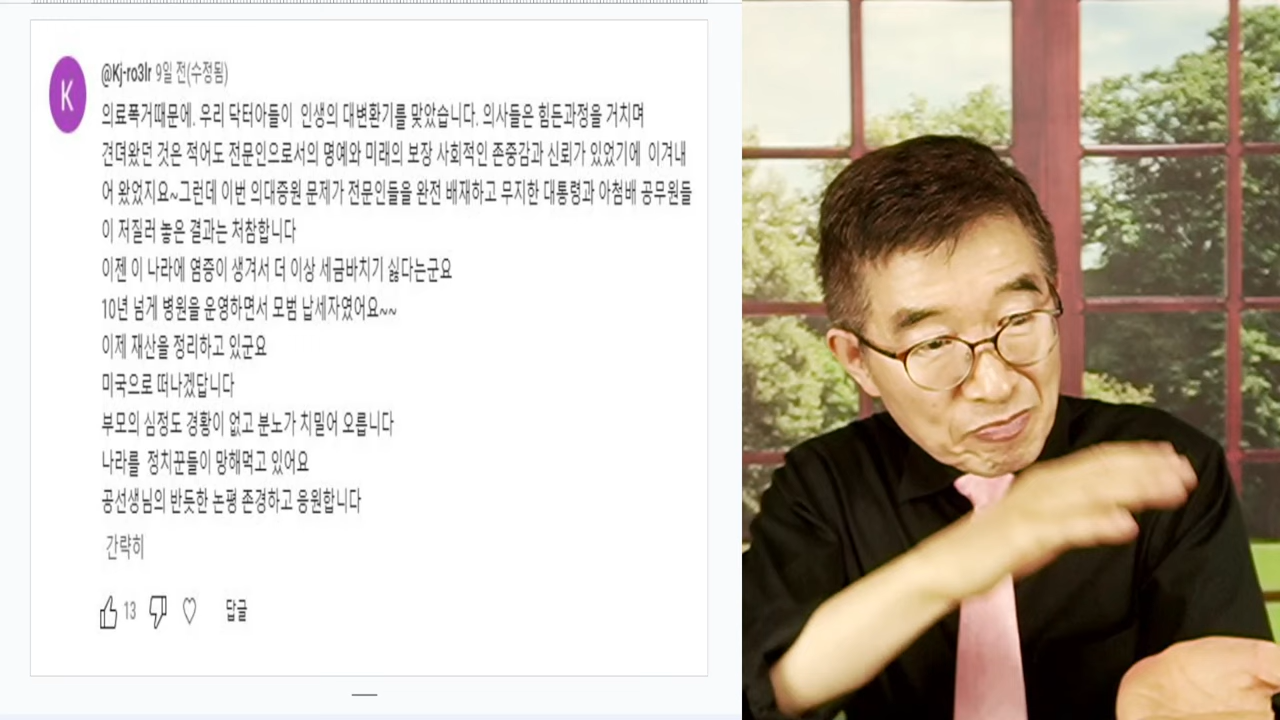 K
@Kj-ro3lr 9일 전(수정됨)
의료폭거때문에. 우리 닥터아들이 인생의 대변환기를 맞았습니다. 의사들은 힘든과정을 거치며
견뎌왔던 것은 적어도 전문인으로서의 명예와 미래의 보장 사회적인 존중감과 신뢰가 있었기에 이겨내
어 왔었지요~그런데 이번 의대증원 문제가 전문인들을 완전 배재하고 무지한 대통령과 아첨배 공무원들
이 저질러 놓은 결과는 처참합니다
이젠 이 나라에 염증이 생겨서 더 이상 세금바치기 싫다는군요
10년 넘게 병원을 운영하면서 모범 납세자였어요~~
이제 재산을 정리하고 있군요
미국으로 떠나겠답니다
부모의 심정도 경황이 없고 분노가 치밀어 오릅니다
나라를 정치꾼들이 망해먹고 있어요
공선생님의 반듯한 논평 존경하고 응원합니다
간략히
13 답글